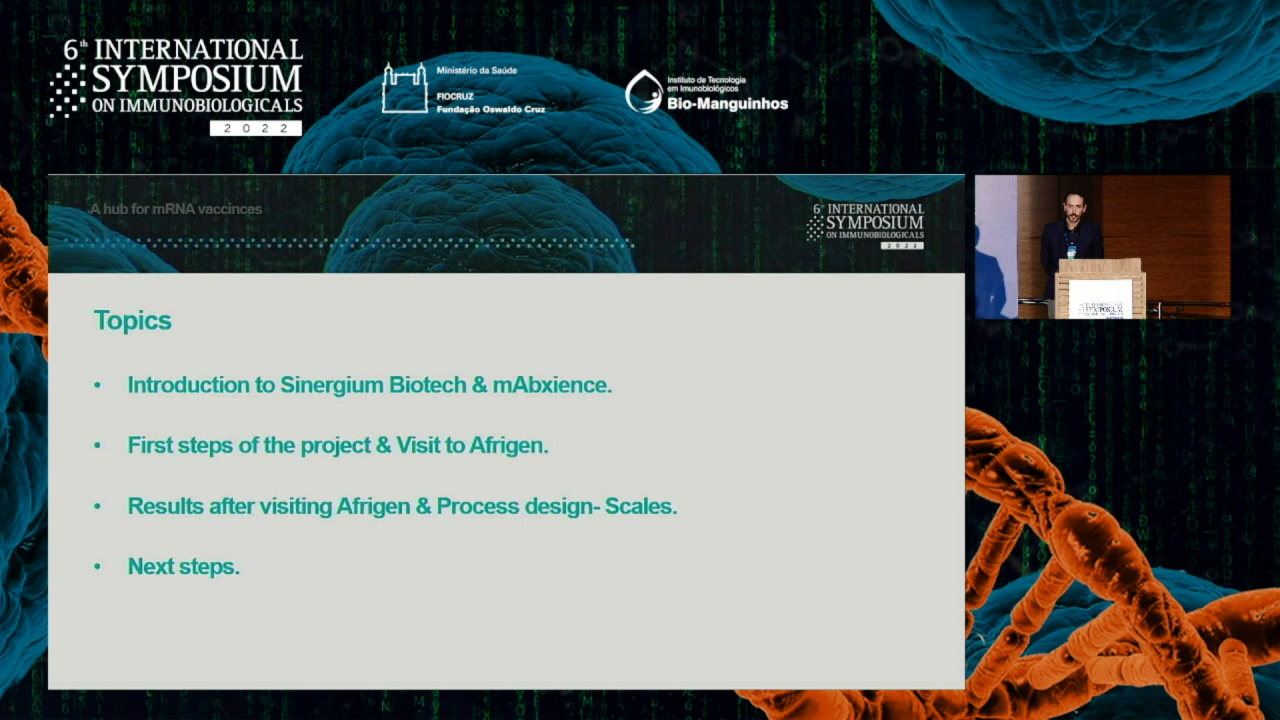 6th INTERNATIONAL
SYMPOSIUM
ON IMMUNOBIOLOGICALS
2022
Ministério da Saúde
FIOCRUZ
Fundação Oswaldo Cruz
Instituto de Tecnologia
em Imunobiológicos
Bio-Manguinhos
A hub for mRNA vaccinces
6th INTERNATIONAL
SYMPOSIUM
ON IMMUNOBIOLOGICALS
2022
Topics
• Introduction to Sinergium Biotech & mAbxience.
• First steps of the project & Visit to Afrigen.
• Results after visiting Afrigen & Process design- Scales.
• Next steps.